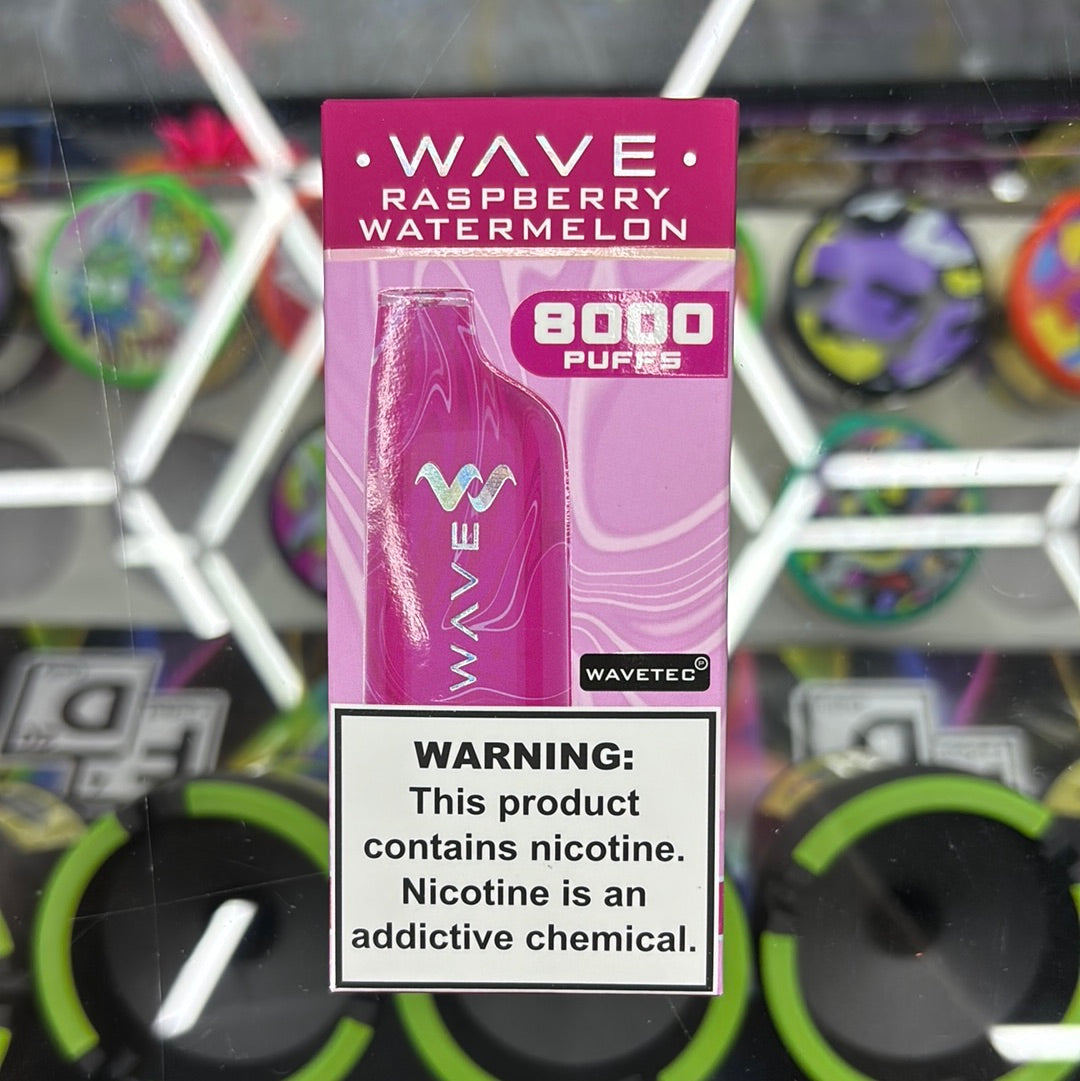 WAVE
RASPBERRY
WATERMELON
8000
PUFFS
WAVE
WAVETEC℗
WARNING:
This product
contains nicotine.
Nicotine is an
addictive chemical.